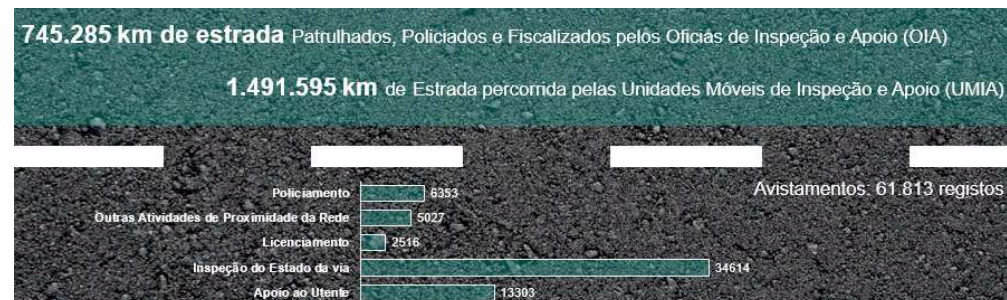 745.285 km de estrada Patrulhados, Policiados e Fiscalizados pelos Oficias de Inspeção e Apoio (OIA)
1.491.595 km de Estrada percorrida pelas Unidades Móveis de Inspeção e Apoio (UMIA)
Avistamentos: 61.813 registos
Policiamento 6353
Outras Atividades de Proximidade da Rede 5027
Licenciamento 2516
Inspeção do Estado da via 34614
Apoio ao Utente 13303